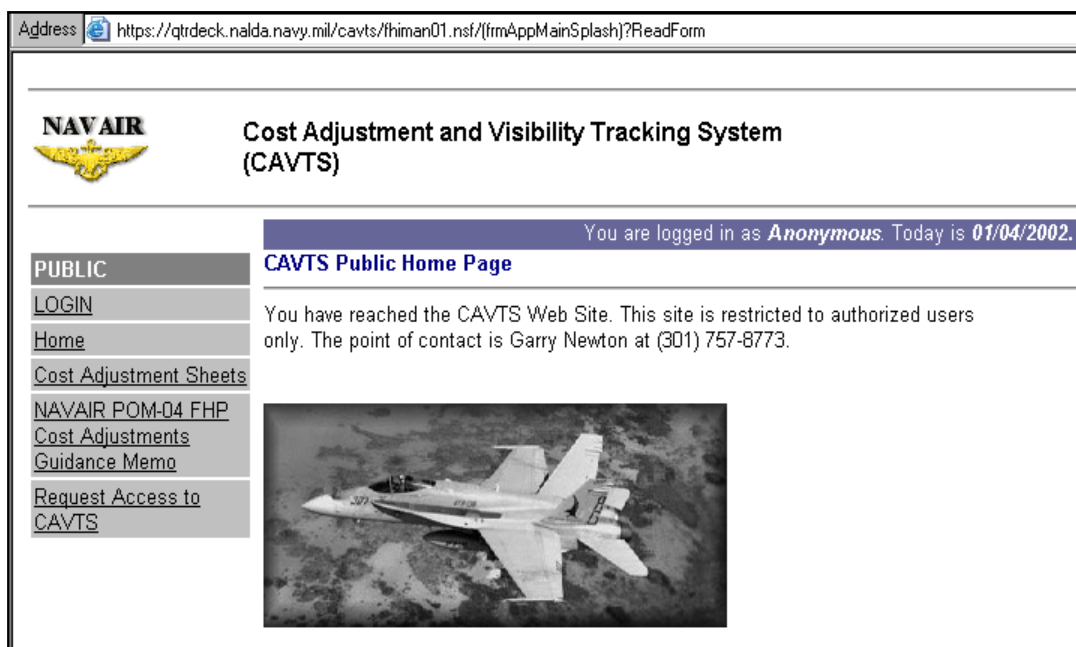 Address https://qtrdeck.nalda.navy.mil/cavts/fhiman01.nsf/(frmAppMainSplash)?ReadForm
NAVAIR
Cost Adjustment and Visibility Tracking System
(CAVTS)
You are logged in as Anonymous. Today is 01/04/2002.
PUBLIC
LOGIN
Home
Cost Adjustment Sheets
NAVAIR POM-04 FHP
Cost Adjustments
Guidance Memo
Request Access to
CAVTS
CAVTS Public Home Page
You have reached the CAVTS Web Site. This site is restricted to authorized users
only. The point of contact is Garry Newton at (301) 757-8773.